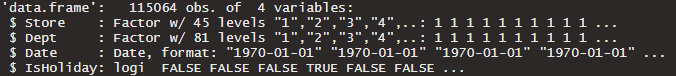 'data.frame':   115064 obs. of  4 variables:
 $ Store    : Factor w/ 45 levels "1","2","3","4",..: 1 1 1 1 1 1 1 1 1 1 ...
 $ Dept     : Factor w/ 81 levels "1","2","3","4",..: 1 1 1 1 1 1 1 1 1 1 ...
 $ Date     : Date, format: "1970-01-01" "1970-01-01" "1970-01-01" "1970-01-01" ...
 $ IsHoliday: logi  FALSE FALSE FALSE TRUE FALSE FALSE ...